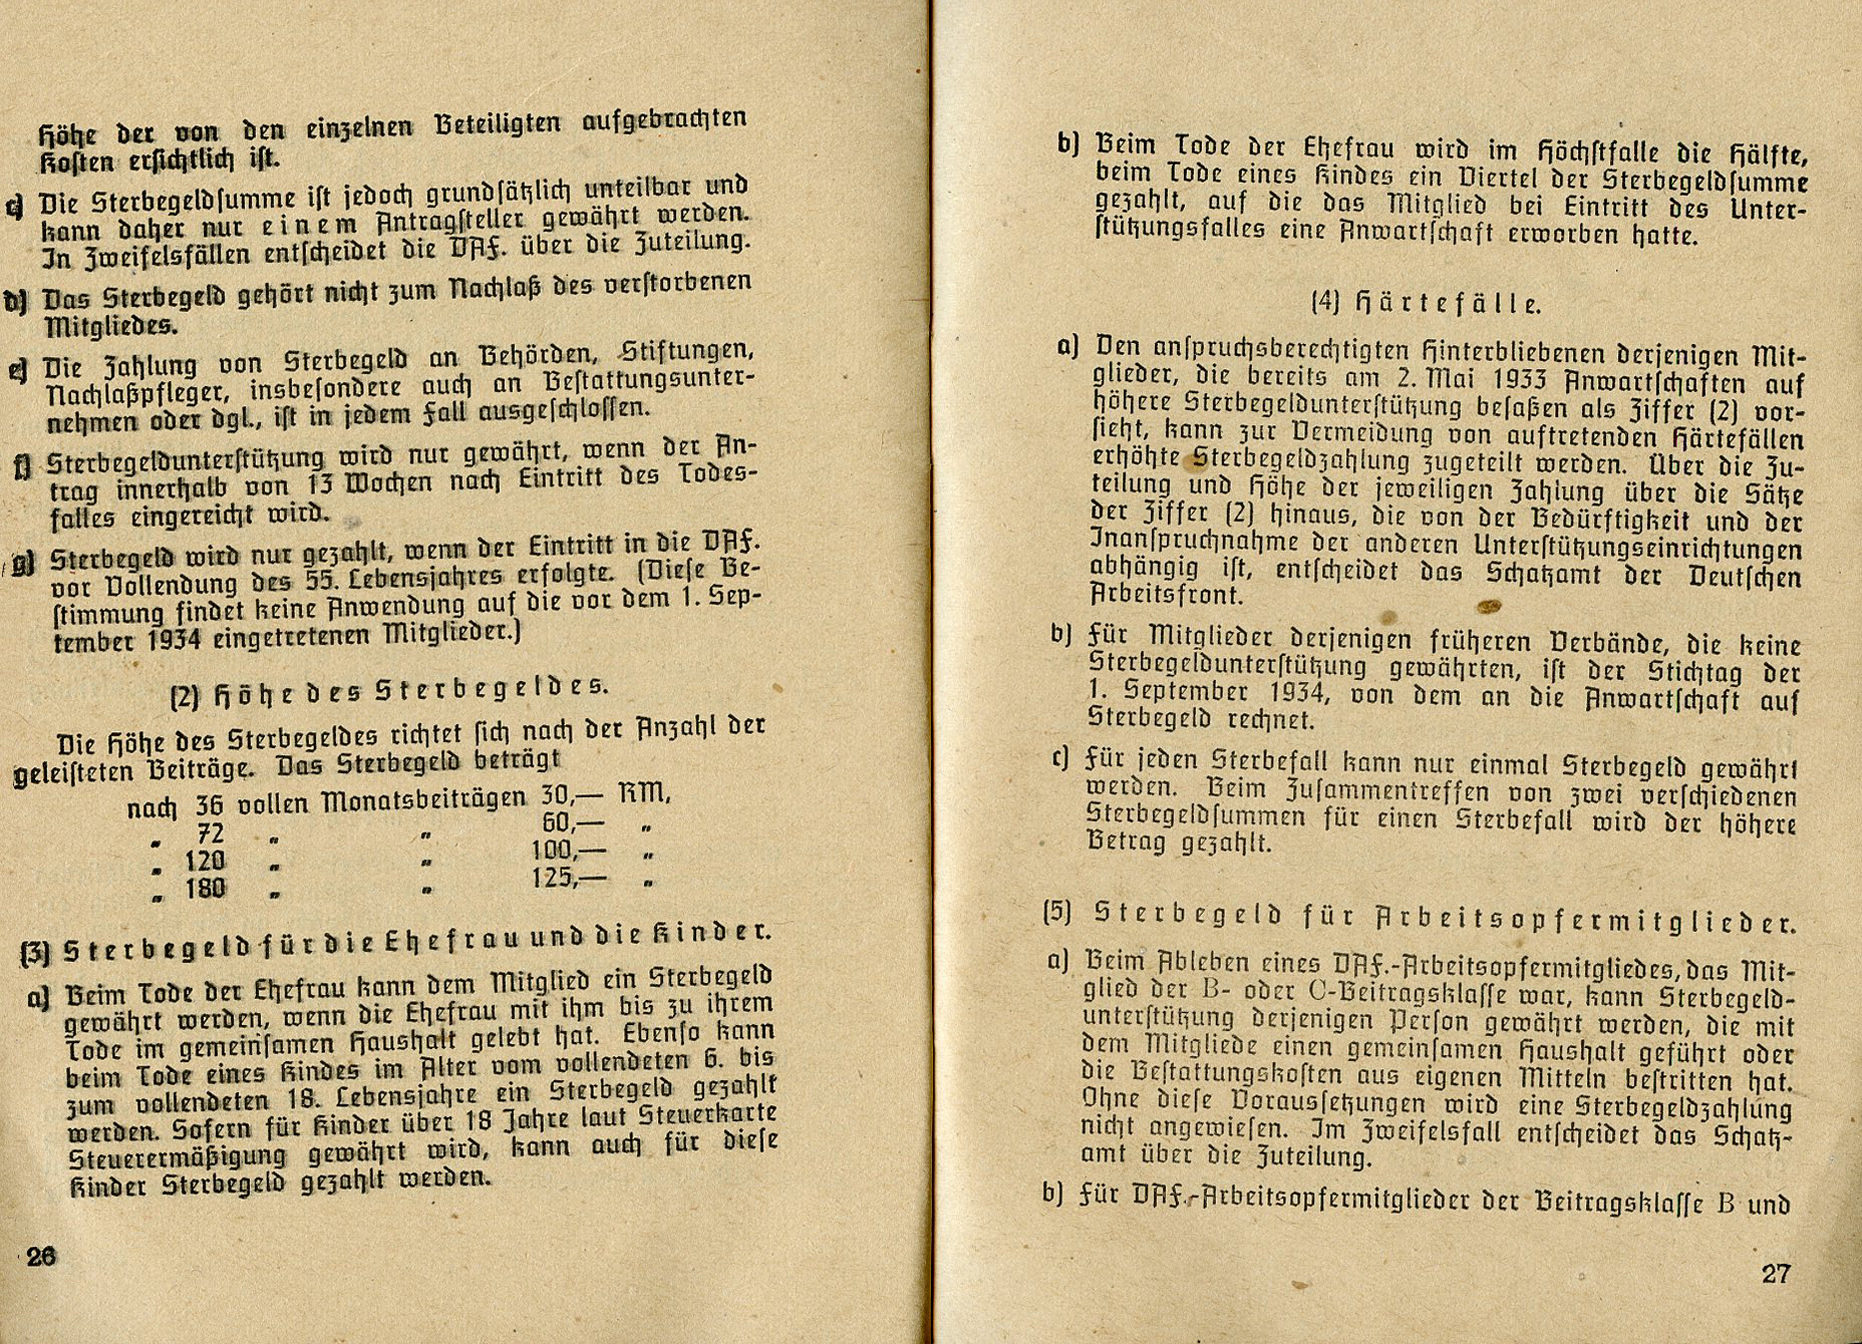 Höhe der von den einzelnen Beteiligten aufgebrachten
Kosten ersichtlich ist.
c) Die Sterbegeldsumme ist jedoch grundsätzlich unteilbar und
kann daher nur einem Antragsteller gewährt werden.
In Zweifelsfällen entscheidet die DAF. über die Zuteilung.
d) Das Sterbegeld gehört nicht zum Nachlaß des verstorbenen
Mitgliedes.
e) Die Zahlung von Sterbegeld an Behörden, Stiftungen,
Nachlaßpfleger, insbesondere auch an Bestattungsunter-
nehmen oder dgl., ist in jedem Fall ausgeschlossen.
f) Sterbegeldunterstützung wird nur gewährt, wenn der An-
trag innerhalb von 13 Wochen nach Eintritt des Todes-
falles eingereicht wird.
g) Sterbegeld wird nur gezahlt, wenn der Eintritt in die DAF.
vor Vollendung des 55. Lebensjahres erfolgte. (Diese Be-
stimmung findet keine Anwendung auf die vor dem 1. Sep-
tember 1934 eingetretenen Mitglieder.)
(2) Höhe des Sterbegeldes.
Die Höhe des Sterbegeldes richtet sich nach der Anzahl der
geleisteten Beiträge. Das Sterbegeld beträgt
nach 36 vollen Monatsbeiträgen 30,— RM,
„ 72 „ „ 60,— „
„ 120 „ „ 100,— „
„ 180 „ „ 125,— „
(3) Sterbegeld für die Ehefrau und die Kinder.
a) Beim Tode der Ehefrau kann dem Mitglied ein Sterbegeld
gewährt werden, wenn die Ehefrau mit ihm bis zu ihrem
Tode im gemeinsamen Haushalt gelebt hat. Ebenso kann
beim Tode eines Kindes im Alter vom vollendeten 6. bis
zum vollendeten 18. Lebensjahre ein Sterbegeld gezahlt
werden. Sofern für Kinder über 18 Jahre laut Steuerkarte
Steuerermäßigung gewährt wird, kann auch für diese
Kinder Sterbegeld gezahlt werden.
26
b) Beim Tode der Ehefrau wird im Höchstfalle die Hälfte,
beim Tode eines Kindes ein Viertel der Sterbegeldsumme
gezahlt, auf die das Mitglied bei Eintritt des Unter-
stützungsfalles eine Anwartschaft erworben hatte.
(4) Härtefälle.
a) Den anspruchsberechtigten Hinterbliebenen derjenigen Mit-
glieder, die bereits am 2. Mai 1933 Anwartschaften auf
höhere Sterbegeldunterstützung besaßen als Ziffer (2) vor-
sieht, kann zur Vermeidung von auftretenden Härtefällen
erhöhte Sterbegeldzahlung zugeteilt werden. Über die Zu-
teilung und Höhe der jeweiligen Zahlung über die Sätze
der Ziffer (2) hinaus, die von der Bedürftigkeit und der
Inanspruchnahme der anderen Unterstützungseinrichtungen
abhängig ist, entscheidet das Schatzamt der Deutschen
Arbeitsfront.
b) Für Mitglieder derjenigen früheren Verbände, die keine
Sterbegeldunterstützung gewährten, ist der Stichtag der
1. September 1934, von dem an die Anwartschaft auf
Sterbegeld rechnet.
c) Für jeden Sterbefall kann nur einmal Sterbegeld gewährt
werden. Beim Zusammentreffen von zwei verschiedenen
Sterbegeldsummen für einen Sterbefall wird der höhere
Betrag gezahlt.
(5) Sterbegeld für Arbeitsopfermitglieder.
a) Beim Ableben eines DAF.-Arbeitsopfermitgliedes, das Mit-
glied der B- oder C-Beitragsklasse war, kann Sterbegeld-
unterstützung derjenigen Person gewährt werden, die mit
dem Mitgliede einen gemeinsamen Haushalt geführt oder
die Bestattungskosten aus eigenen Mitteln bestritten hat.
Ohne diese Voraussetzungen wird eine Sterbegeldzahlung
nicht angewiesen. Im Zweifelsfall entscheidet das Schatz-
amt über die Zuteilung.
b) Für DAF.-Arbeitsopfermitglieder der Beitragsklasse B und
27